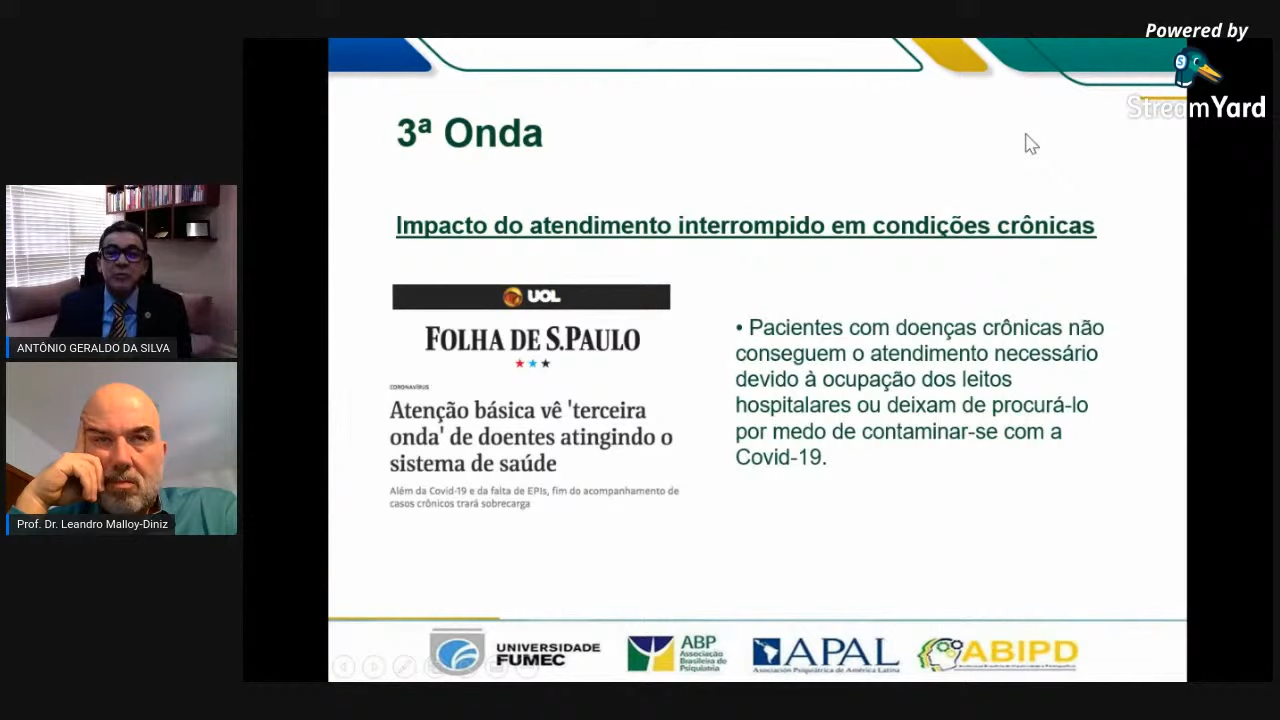 Powered by
StreamYard
3ª Onda
Impacto do atendimento interrompido em condições crônicas
UOL
FOLHA DE S.PAULO
CORONAVÍRUS
Atenção básica vê 'terceira
onda' de doentes atingindo o
sistema de saúde
Além da Covid-19 e da falta de EPIs, fim do acompanhamento de
casos crônicos trará sobrecarga
• Pacientes com doenças crônicas não
conseguem o atendimento necessário
devido à ocupação dos leitos
hospitalares ou deixam de procurá-lo
por medo de contaminar-se com a
Covid-19.
ANTÔNIO GERALDO DA SILVA
Prof. Dr. Leandro Malloy-Diniz
UNIVERSIDADE
FUMEC
ABP
Associação
Brasileira de
Psiquiatria
APAL
Asociación Psiquiátrica de América Latina
ABIPD